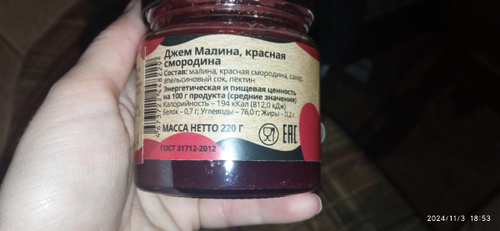 Джем Малина, красная
смородина
Состав: малина, красная смородина, сахар,
апельсиновый сок, пектин
Энергетическая и пищевая ценность
на 100 г продукта (средние значения)
Калорийность – 194 кКал (812,0 кДж)
Белок – 0,7 г; Углеводы – 76,0 г; Жиры – 0,2 г.
МАССА НЕТТО 220 Г
ГОСТ 31712-2012
EAC
2024/11/3 18:53